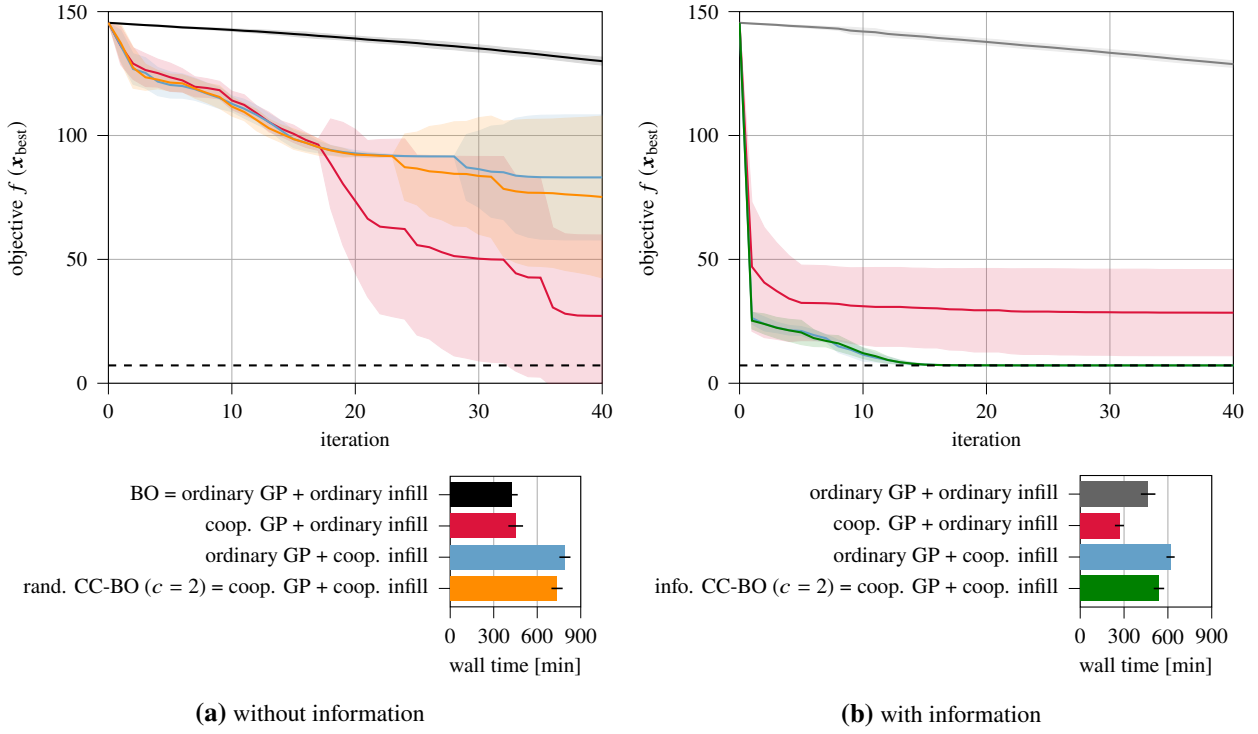 150
100
50
0
objective f (x_best)
0
10
20
30
40
iteration
BO = ordinary GP + ordinary infill
coop. GP + ordinary infill
ordinary GP + coop. infill
rand. CC-BO (c = 2) = coop. GP + coop. infill
0
300
600
900
wall time [min]
(a) without information
150
100
50
0
objective f (x_best)
0
10
20
30
40
iteration
ordinary GP + ordinary infill
coop. GP + ordinary infill
ordinary GP + coop. infill
info. CC-BO (c = 2) = coop. GP + coop. infill
0
300
600
900
wall time [min]
(b) with information